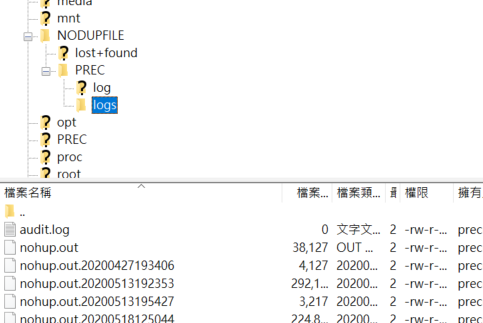 media
mnt
NODUPFILE
lost+found
PREC
log
logs
opt
PREC
proc
root
檔案名稱 檔案... 檔案類... 權限 擁有
..
audit.log 0 文字文... 2 -rw-r-... prec
nohup.out 38,127 OUT ... 2 -rw-r-... prec
nohup.out.20200427193406 4,127 20200... 2 -rw-r-... prec
nohup.out.20200513192353 292,1... 20200... 2 -rw-r-... prec
nohup.out.20200513195427 3,217 20200... 2 -rw-r-... prec
nohup.out.20200518125044 224,8... 20200... 2 -rw-r-... prec